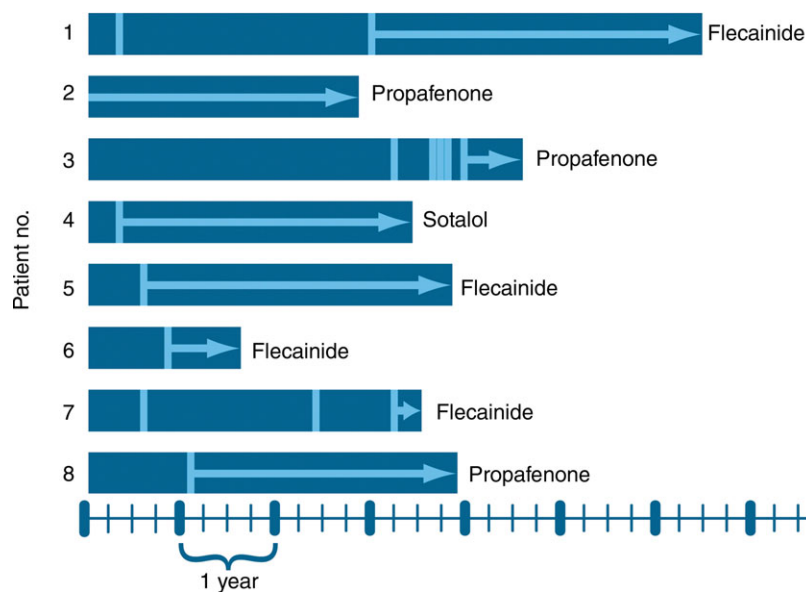 1 Flecainide
2 Propafenone
3 Propafenone
4 Sotalol
5 Flecainide
6 Flecainide
7 Flecainide
8 Propafenone
Patient no.
1 year